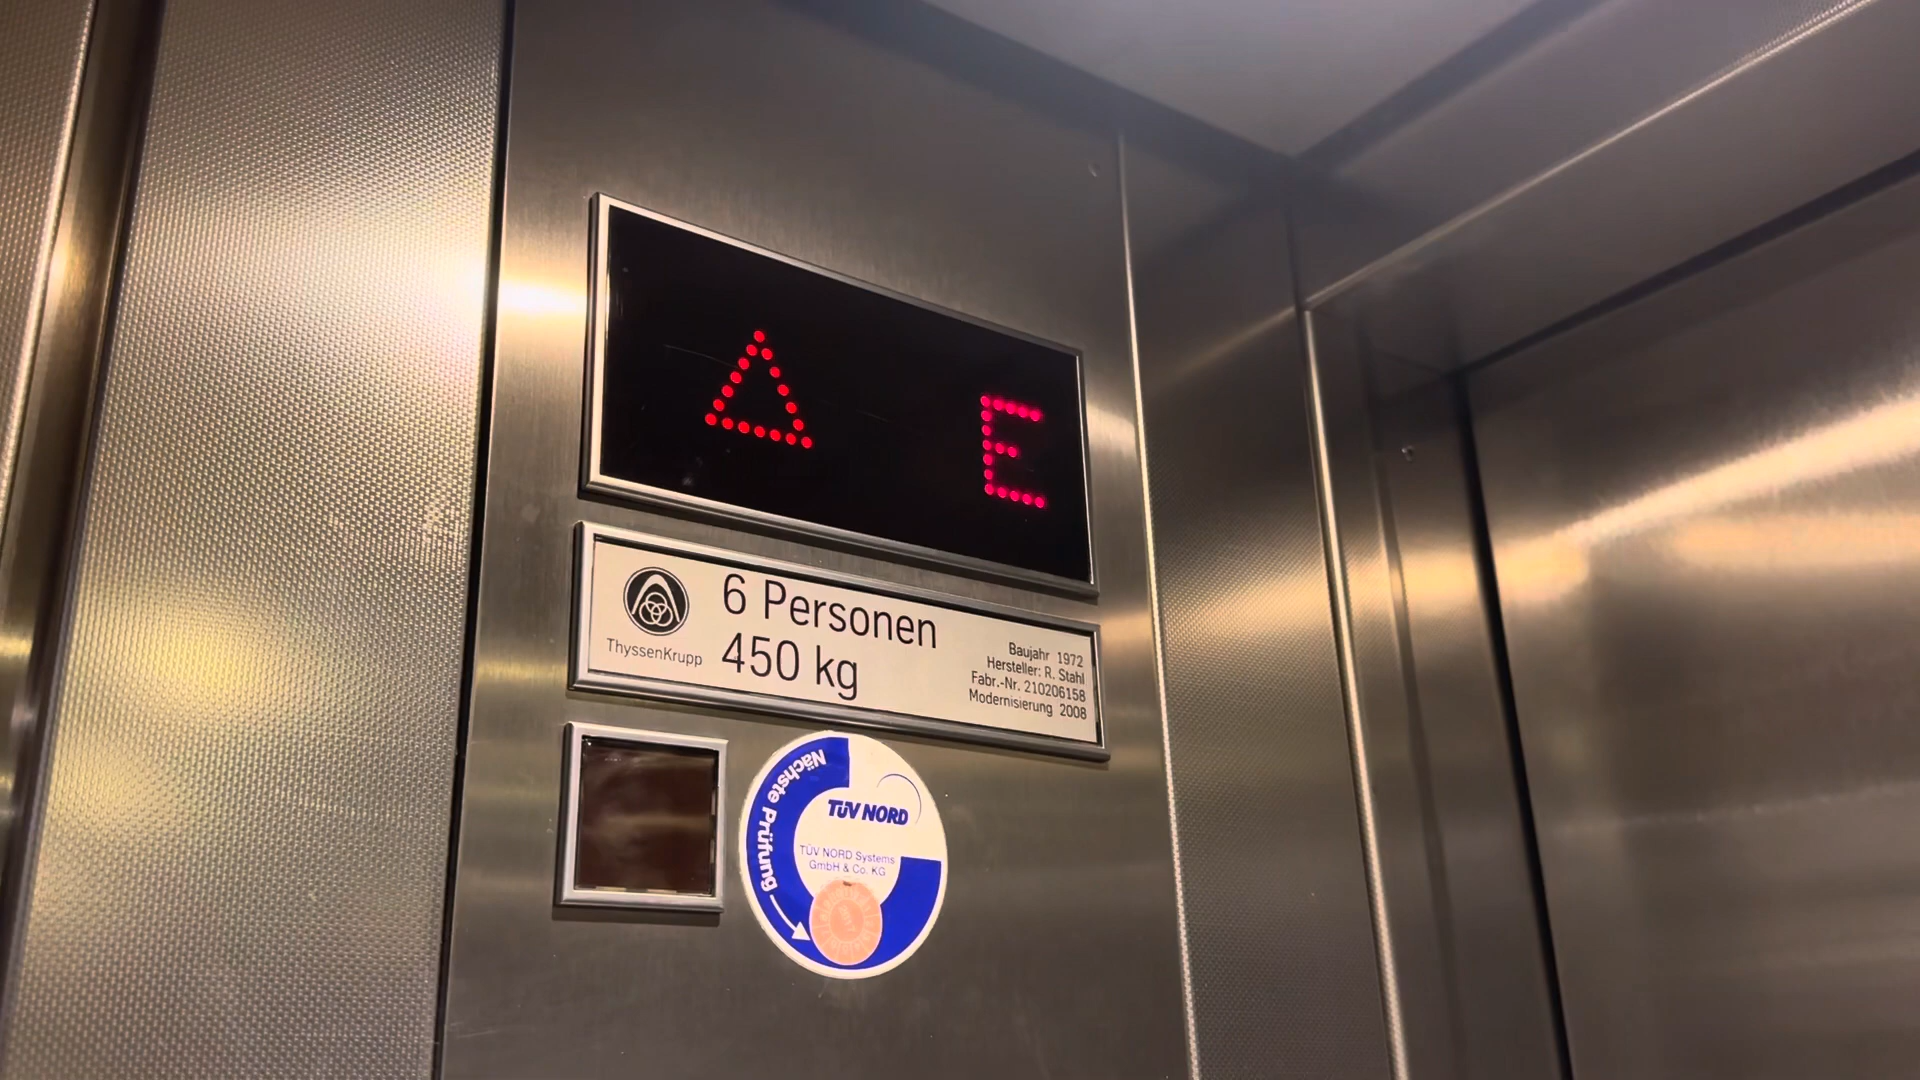 E
6 Personen
450 kg
ThyssenKrupp
Baujahr 1972
Hersteller: R. Stahl
Fabr.-Nr. 210206158
Modernisierung 2008
Nächste Prüfung
TÜV NORD
TÜV NORD Systems
GmbH & Co. KG